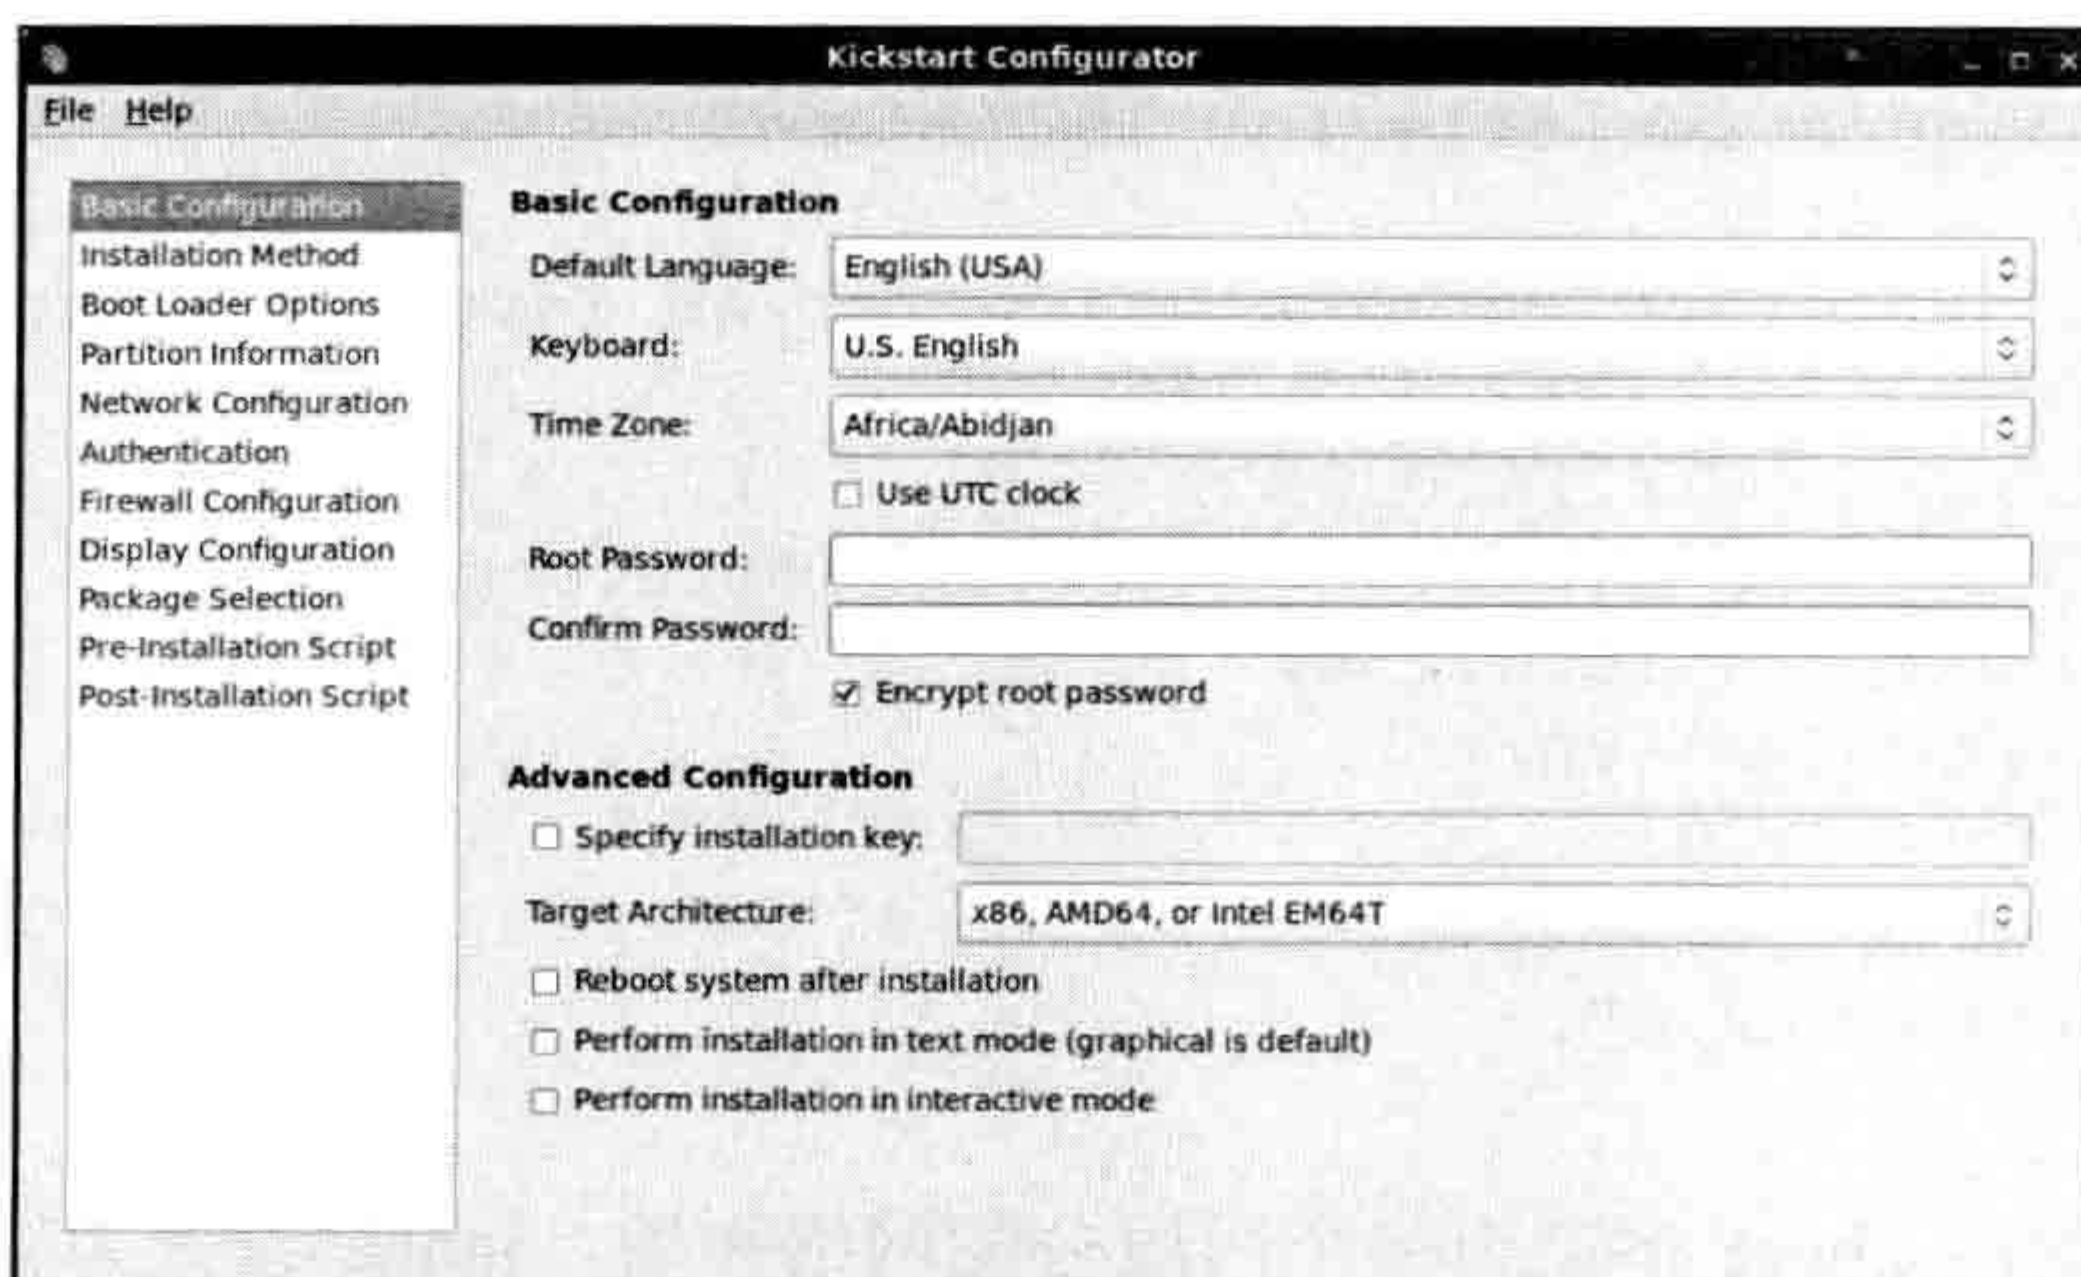 Kickstart Configurator
File Help
Basic Configuration
Installation Method
Boot Loader Options
Partition Information
Network Configuration
Authentication
Firewall Configuration
Display Configuration
Package Selection
Pre-Installation Script
Post-Installation Script
Basic Configuration
Default Language: English (USA)
Keyboard: U.S. English
Time Zone: Africa/Abidjan
Use UTC clock
Root Password:
Confirm Password:
Encrypt root password
Advanced Configuration
Specify installation key:
Target Architecture: x86, AMD64, or Intel EM64T
Reboot system after installation
Perform installation in text mode (graphical is default)
Perform installation in interactive mode